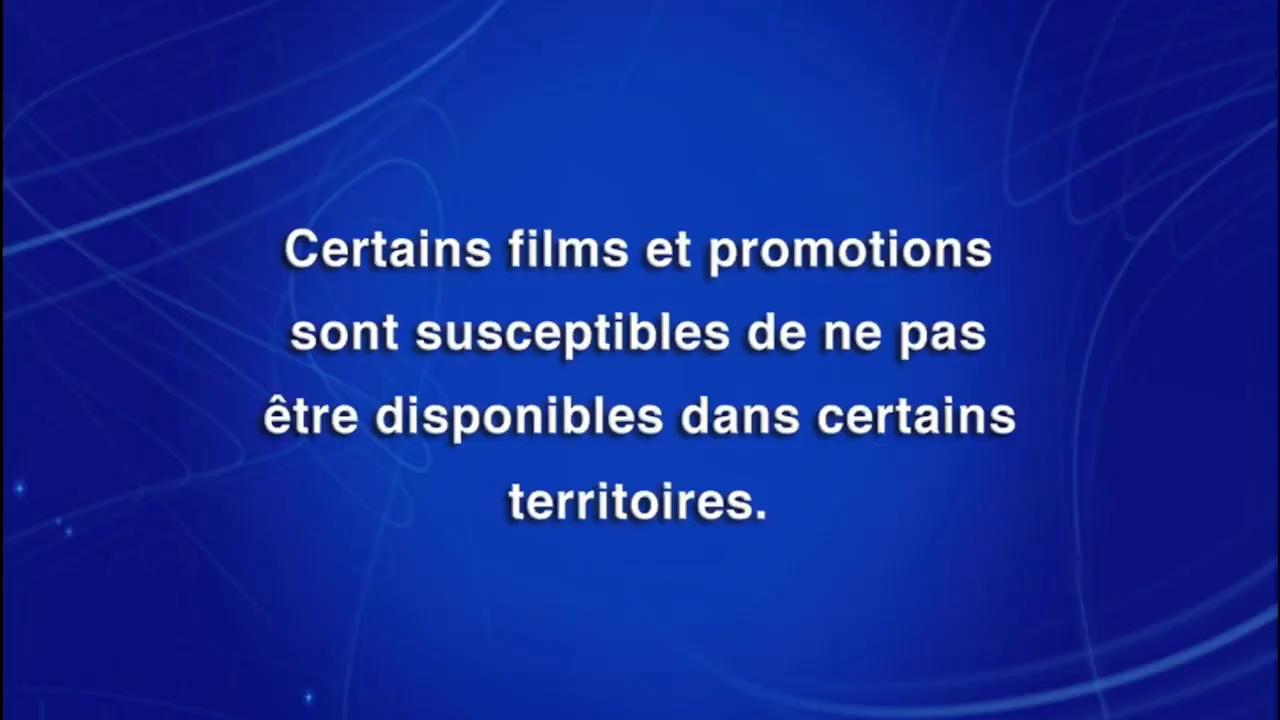 Certains films et promotions
sont susceptibles de ne pas
être disponibles dans certains
territoires.